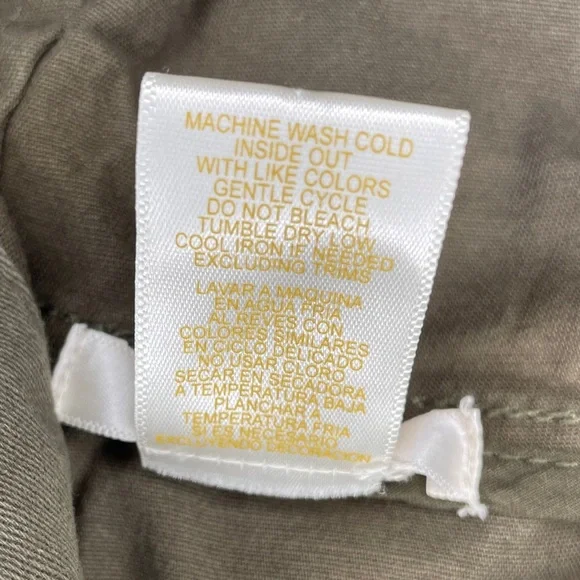 MACHINE WASH COLD
INSIDE OUT
WITH LIKE COLORS
GENTLE CYCLE
DO NOT BLEACH
TUMBLE DRY LOW
COOL IRON IF NEEDED
EXCLUDING TRIMS
LAVAR A MAQUINA
EN AGUA FRIA
AL REVES CON
COLORES SIMILARES
EN CICLO DELICADO
NO USAR CLORO
SECAR EN SECADORA
A TEMPERATURA BAJA
PLANCHAR A
TEMPERATURA FRIA
SI ES NECESARIO
EXCLUYENDO DECORACION